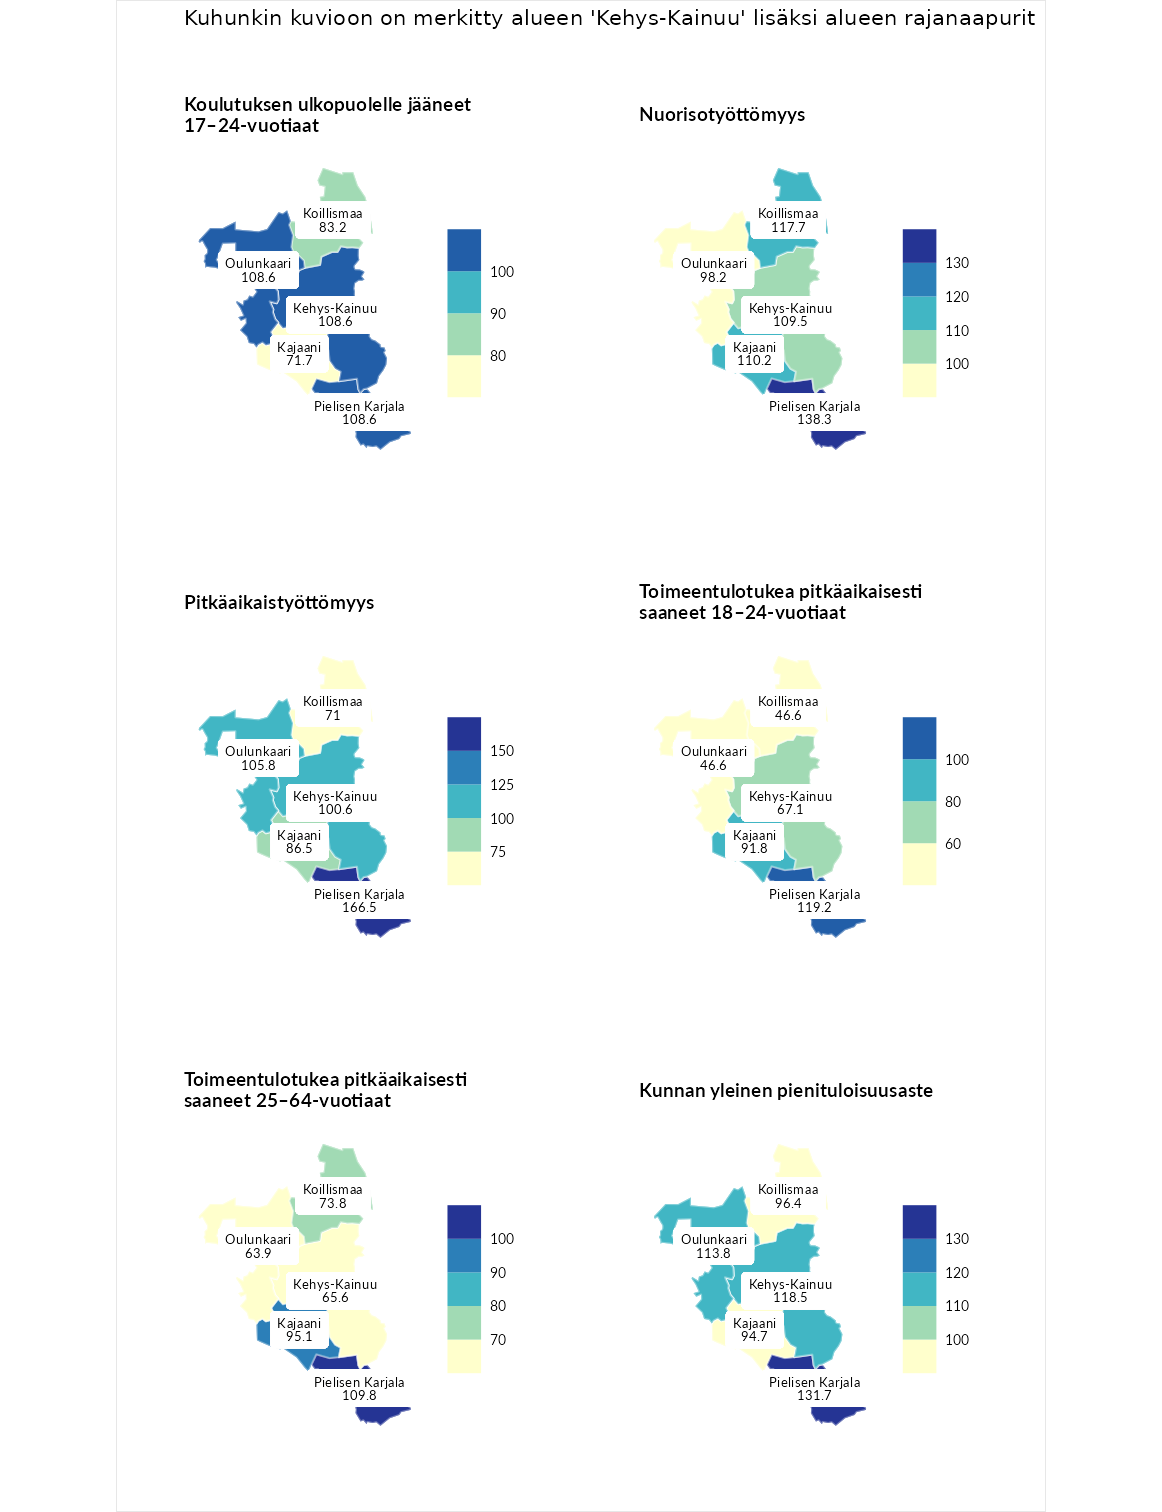 Kuhunkin kuvioon on merkitty alueen 'Kehys-Kainuu' lisäksi alueen rajanaapurit
Koulutuksen ulkopuolelle jääneet
17–24-vuotiaat
Koillismaa
83.2
Oulunkaari
108.6
Kehys-Kainuu
108.6
Kajaani
71.7
Pielisen Karjala
108.6
100
90
80
Nuorisotyöttömyys
Koillismaa
117.7
Oulunkaari
98.2
Kehys-Kainuu
109.5
Kajaani
110.2
Pielisen Karjala
138.3
130
120
110
100
Pitkäaikaistyöttömyys
Koillismaa
71
Oulunkaari
105.8
Kehys-Kainuu
100.6
Kajaani
86.5
Pielisen Karjala
166.5
150
125
100
75
Toimeentulotukea pitkäaikaisesti
saaneet 18–24-vuotiaat
Koillismaa
46.6
Oulunkaari
46.6
Kehys-Kainuu
67.1
Kajaani
91.8
Pielisen Karjala
119.2
100
80
60
Toimeentulotukea pitkäaikaisesti
saaneet 25–64-vuotiaat
Koillismaa
73.8
Oulunkaari
63.9
Kehys-Kainuu
65.6
Kajaani
95.1
Pielisen Karjala
109.8
100
90
80
70
Kunnan yleinen pienituloisuusaste
Koillismaa
96.4
Oulunkaari
113.8
Kehys-Kainuu
118.5
Kajaani
94.7
Pielisen Karjala
131.7
130
120
110
100